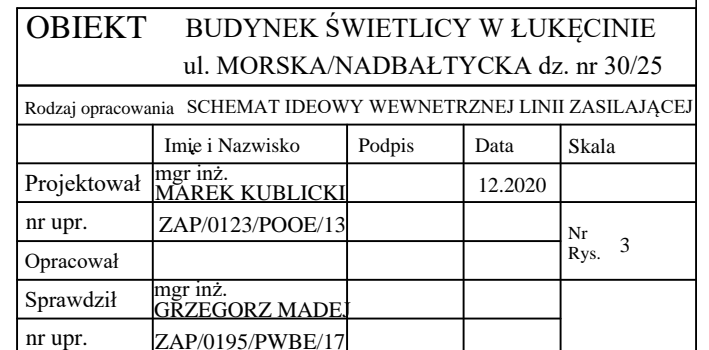 OBIEKT BUDYNEK ŚWIETLICY W ŁUKĘCINIE
ul. MORSKA/NADBAŁTYCKA dz. nr 30/25
Rodzaj opracowania SCHEMAT IDEOWY WEWNETRZNEJ LINII ZASILAJĄCEJ
Imię i Nazwisko Podpis Data Skala
Projektował mgr inż. MAREK KUBLICKI 12.2020
nr upr. ZAP/0123/POOE/13
Nr Rys. 3
Opracował
Sprawdził mgr inż. GRZEGORZ MADEJ
nr upr. ZAP/0195/PWBE/17